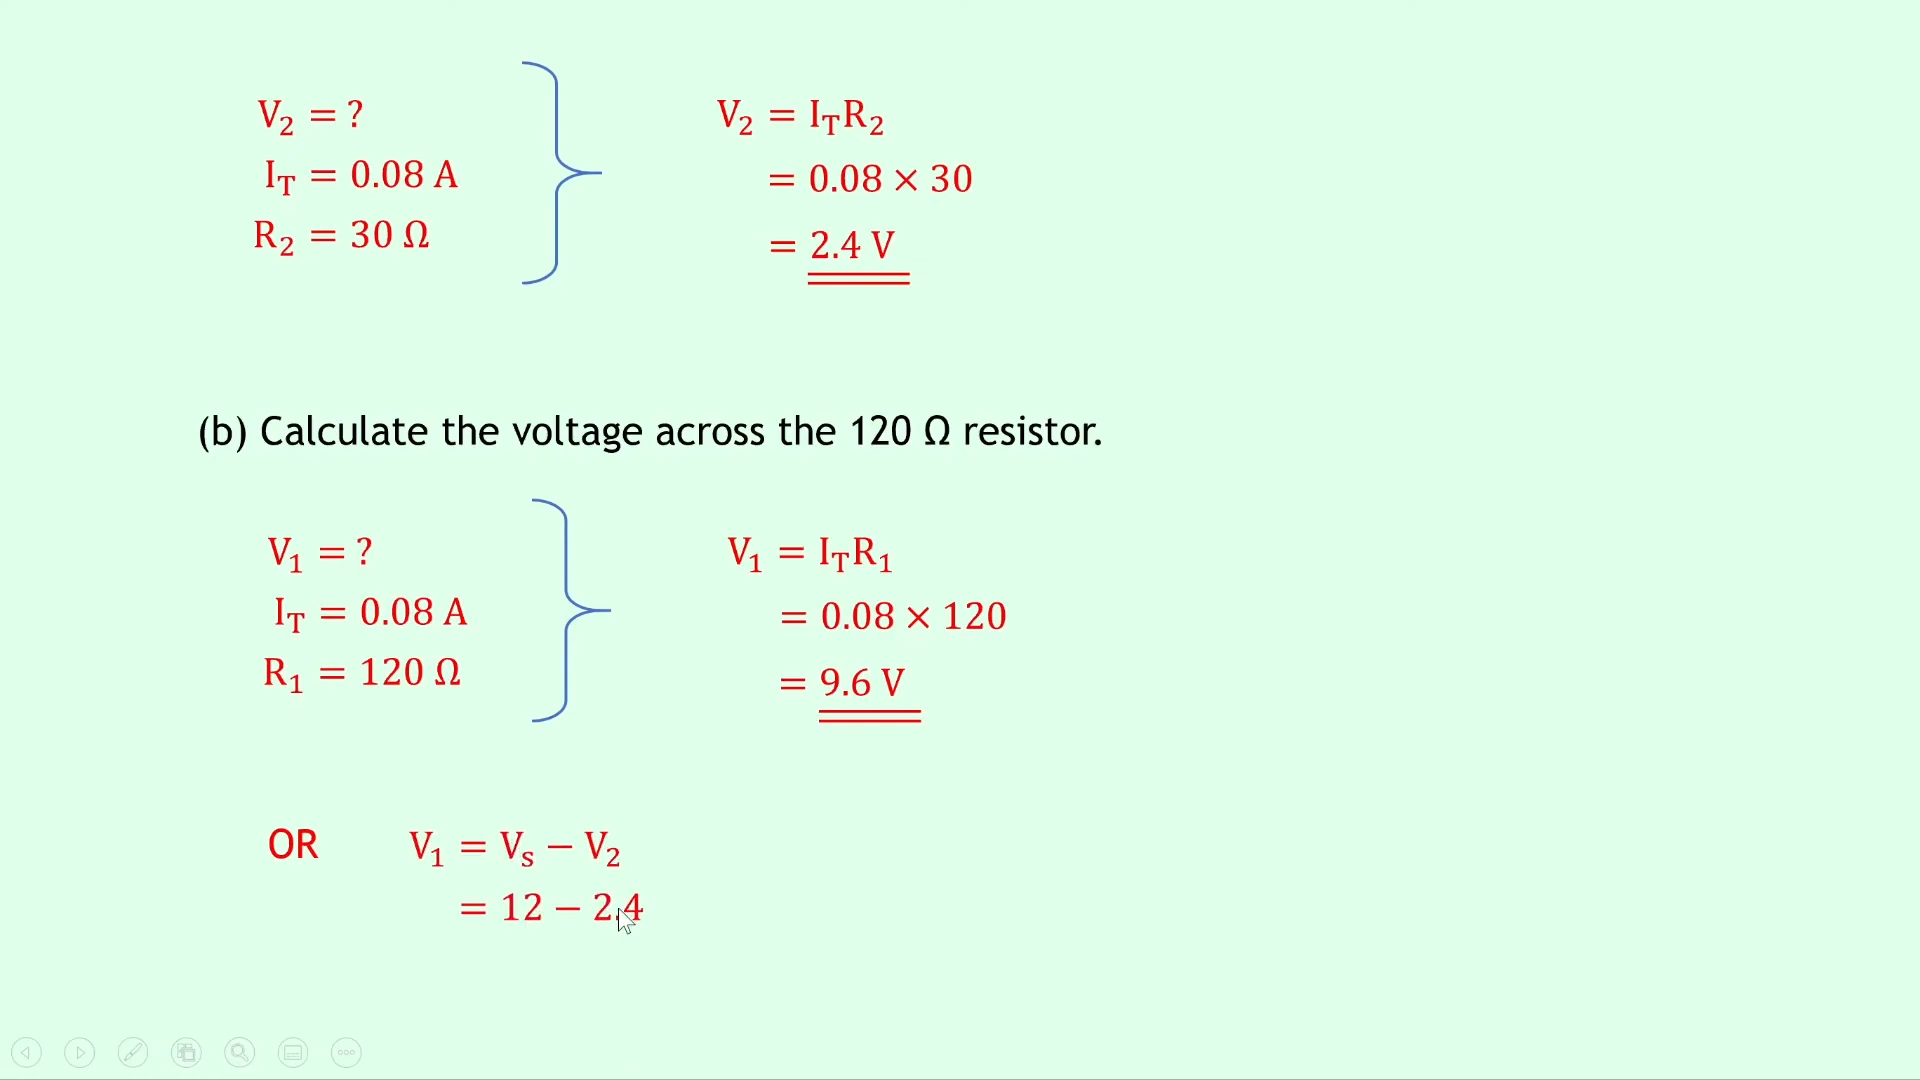 V₂ = ?
I_T = 0.08 A
R₂ = 30 Ω
V₂ = I_TR₂
= 0.08 × 30
= 2.4 V
(b) Calculate the voltage across the 120 Ω resistor.
V₁ = ?
I_T = 0.08 A
R₁ = 120 Ω
V₁ = I_TR₁
= 0.08 × 120
= 9.6 V
OR V₁ = Vₛ − V₂
= 12 − 2.4